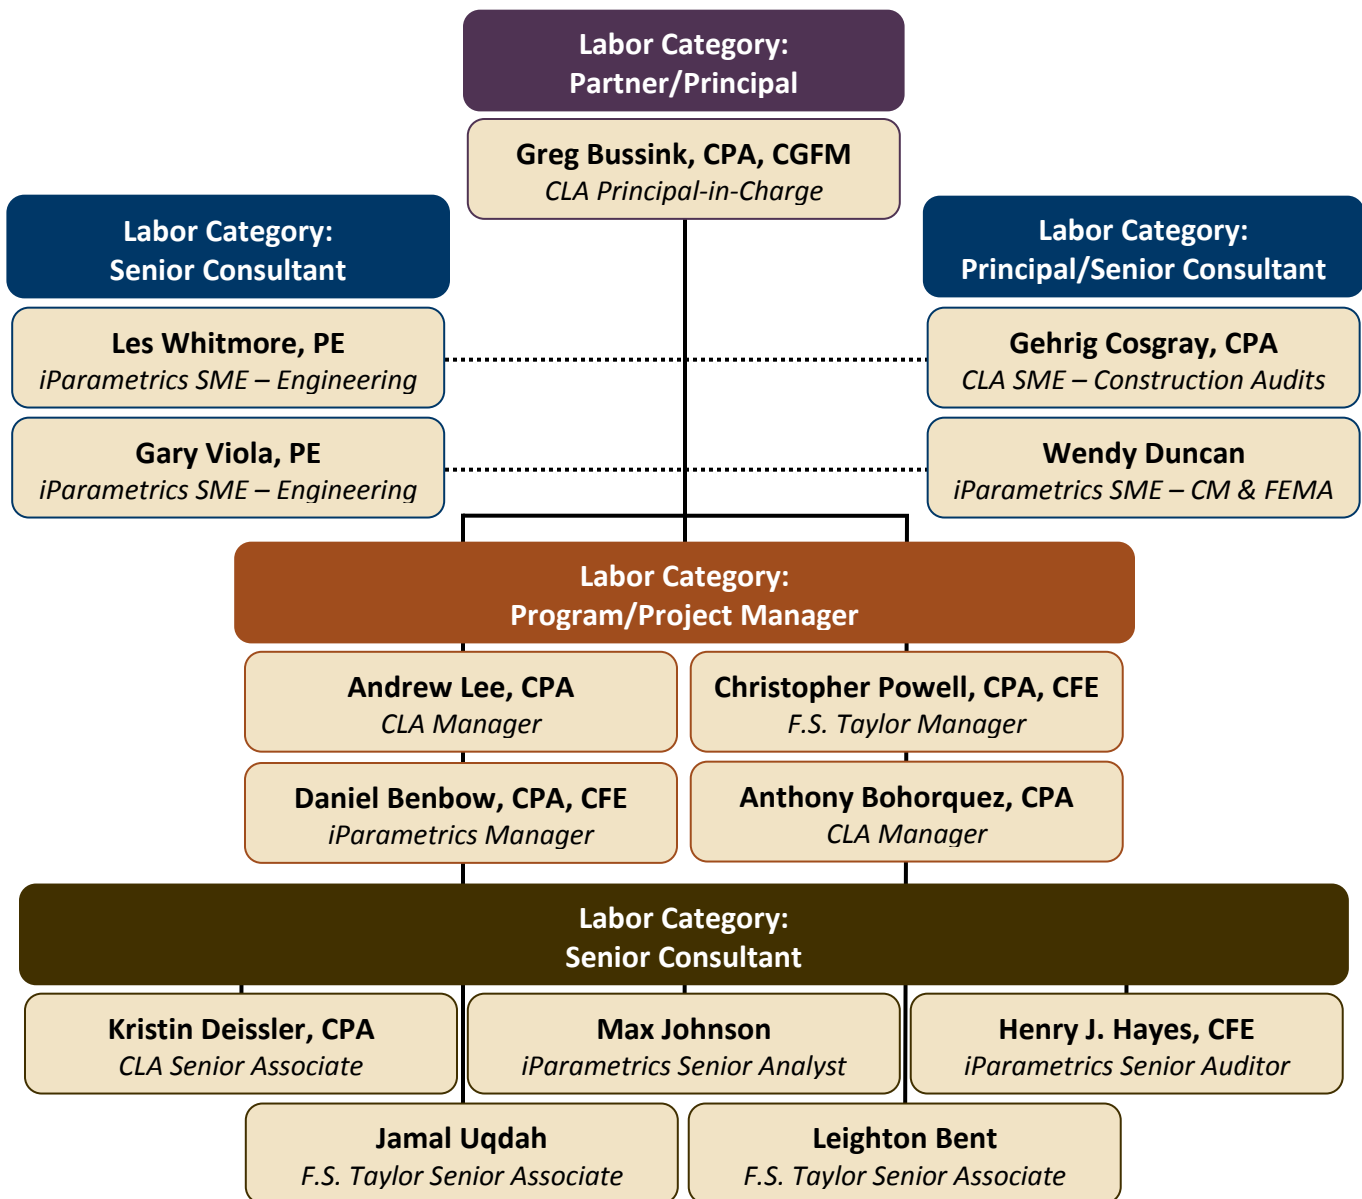 Labor Category:
Partner/Principal
Greg Bussink, CPA, CGFM
CLA Principal-in-Charge
Labor Category:
Senior Consultant
Les Whitmore, PE
iParametrics SME – Engineering
Gary Viola, PE
iParametrics SME – Engineering
Labor Category:
Principal/Senior Consultant
Gehrig Cosgray, CPA
CLA SME – Construction Audits
Wendy Duncan
iParametrics SME – CM & FEMA
Labor Category:
Program/Project Manager
Andrew Lee, CPA
CLA Manager
Christopher Powell, CPA, CFE
F.S. Taylor Manager
Daniel Benbow, CPA, CFE
iParametrics Manager
Anthony Bohorquez, CPA
CLA Manager
Labor Category:
Senior Consultant
Kristin Deissler, CPA
CLA Senior Associate
Max Johnson
iParametrics Senior Analyst
Henry J. Hayes, CFE
iParametrics Senior Auditor
Jamal Uqdah
F.S. Taylor Senior Associate
Leighton Bent
F.S. Taylor Senior Associate